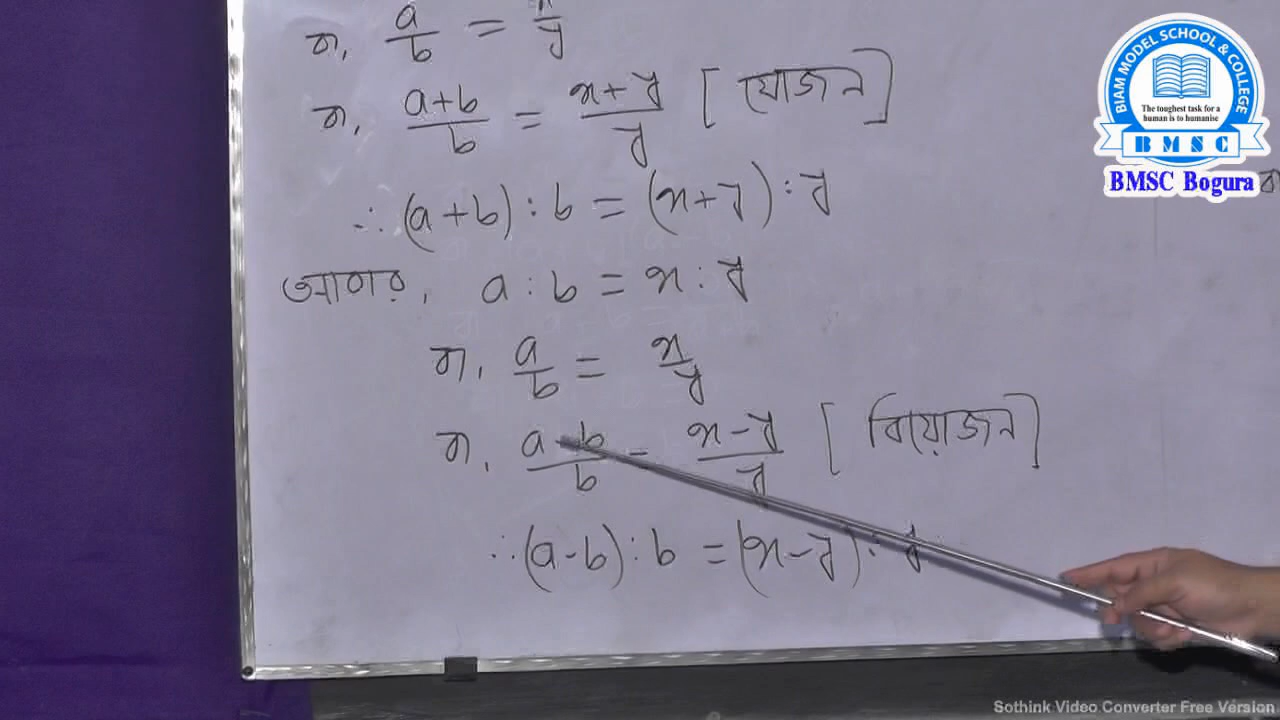 বা, a/b = x/y
বা, (a+b)/b = (x+y)/y [যোজন]
∴ (a+b) : b = (x+y) : y
আবার, a : b = x : y
বা, a/b = x/y
বা, (a-b)/b = (x-y)/y [বিয়োজন]
∴ (a-b) : b = (x-y) : y
BIAM MODEL SCHOOL & COLLEGE
The toughest task for a
human is to humanise
BMSC
BMSC Bogura
Sothink Video Converter Free Version